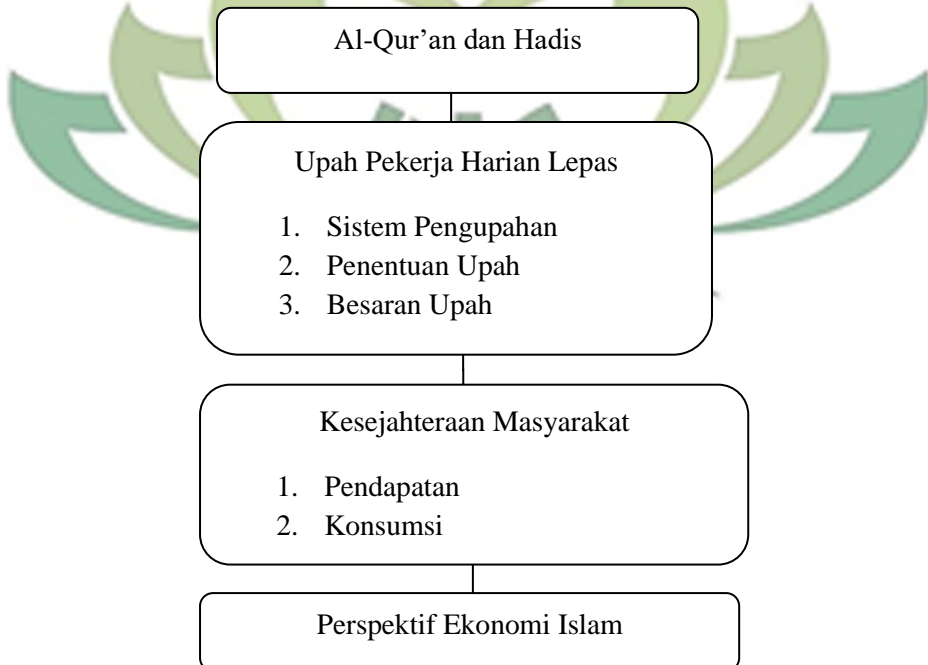 Al-Qur’an dan Hadis
Upah Pekerja Harian Lepas
1. Sistem Pengupahan
2. Penentuan Upah
3. Besaran Upah
Kesejahteraan Masyarakat
1. Pendapatan
2. Konsumsi
Perspektif Ekonomi Islam